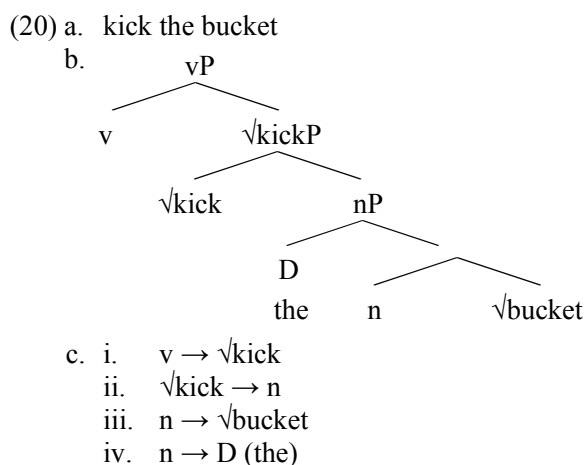 (20) a. kick the bucket
b.
vP
v √kickP
√kick nP
D
the n √bucket
c. i. v → √kick
ii. √kick → n
iii. n → √bucket
iv. n → D (the)